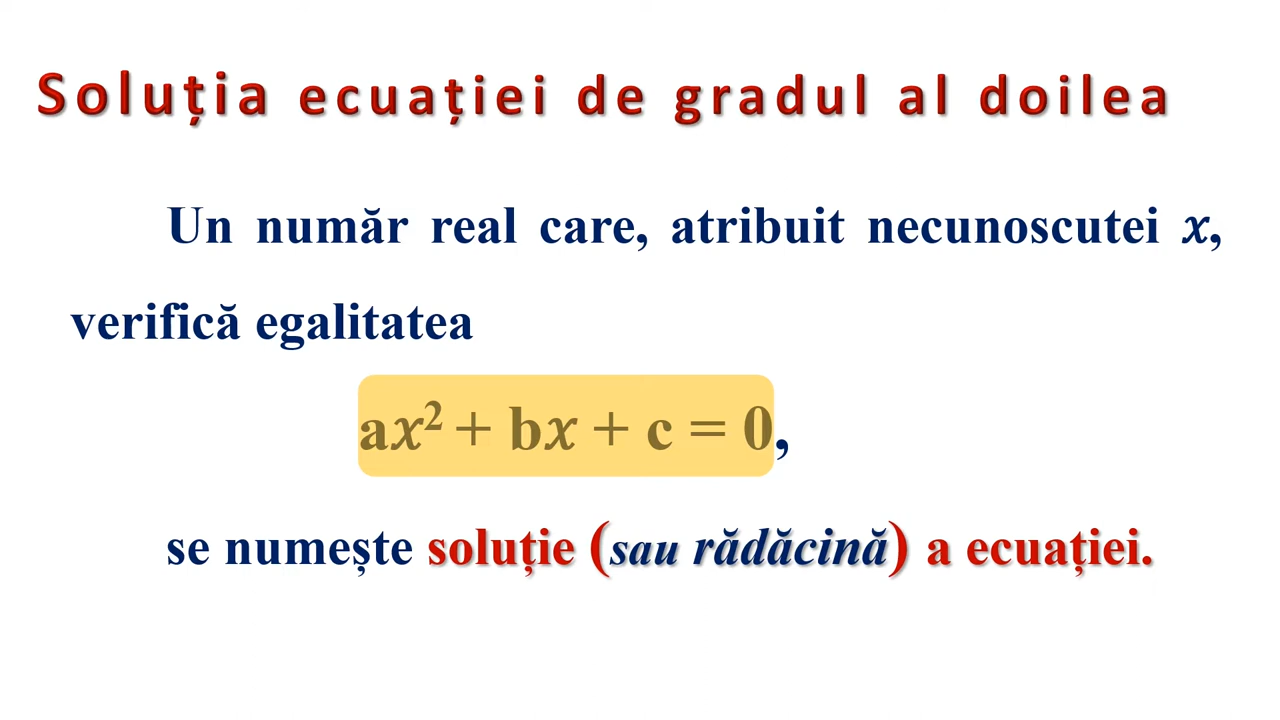 Soluția ecuației de gradul al doilea
Un număr real care, atribuit necunoscutei x,
verifică egalitatea
ax² + bx + c = 0,
se numește soluție (sau rădăcină) a ecuației.